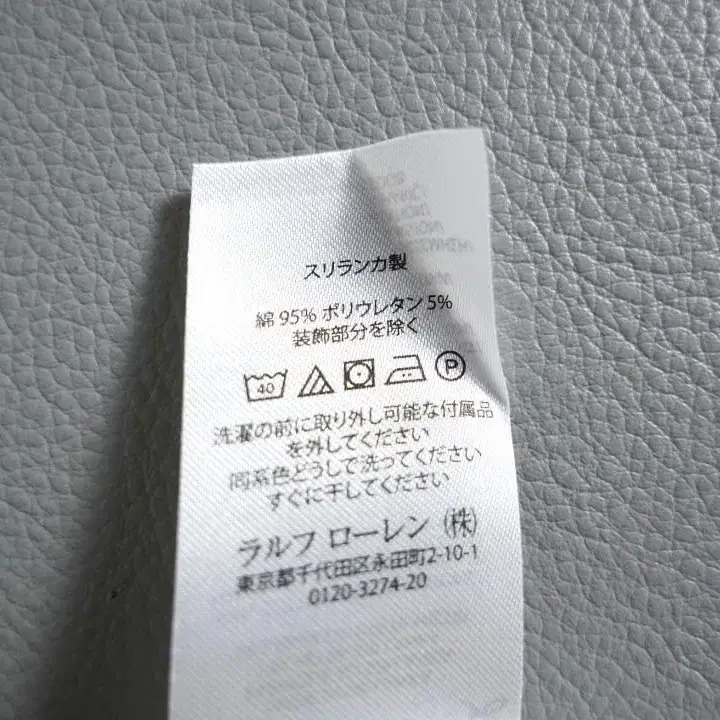 スリランカ製
綿 95% ポリウレタン 5%
装飾部分を除く
40 P
洗濯の前に取り外し可能な付属品
を外してください
同系色どうしで洗ってください
すぐに干してください
ラルフ ローレン (株)
東京都千代田区永田町2-10-1
0120-3274-20